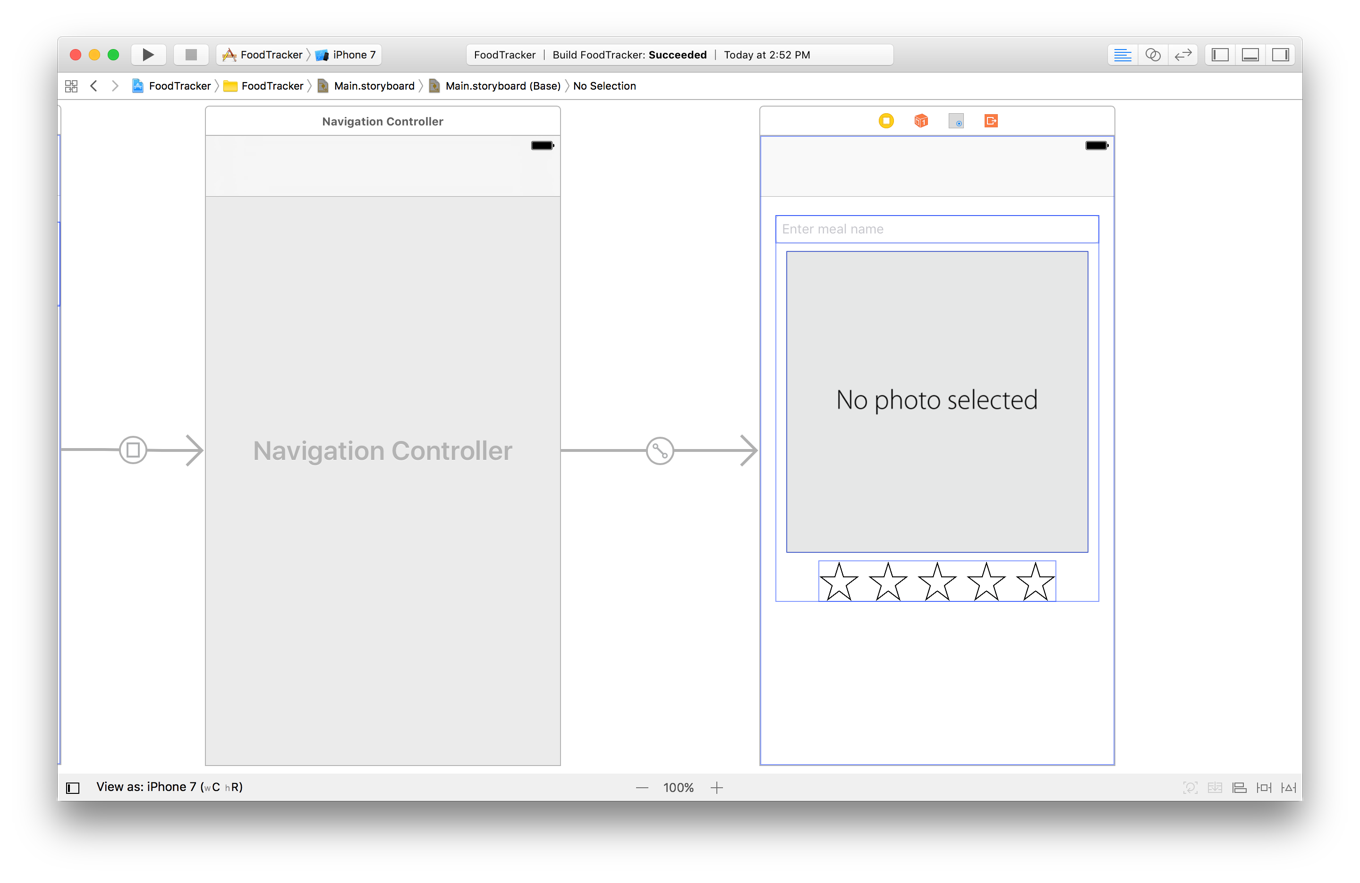 FoodTracker iPhone 7 FoodTracker | Build FoodTracker: Succeeded | Today at 2:52 PM
FoodTracker FoodTracker Main.storyboard Main.storyboard (Base) No Selection
Navigation Controller
Enter meal name
No photo selected
Navigation Controller
View as: iPhone 7 (wC hR) 100%